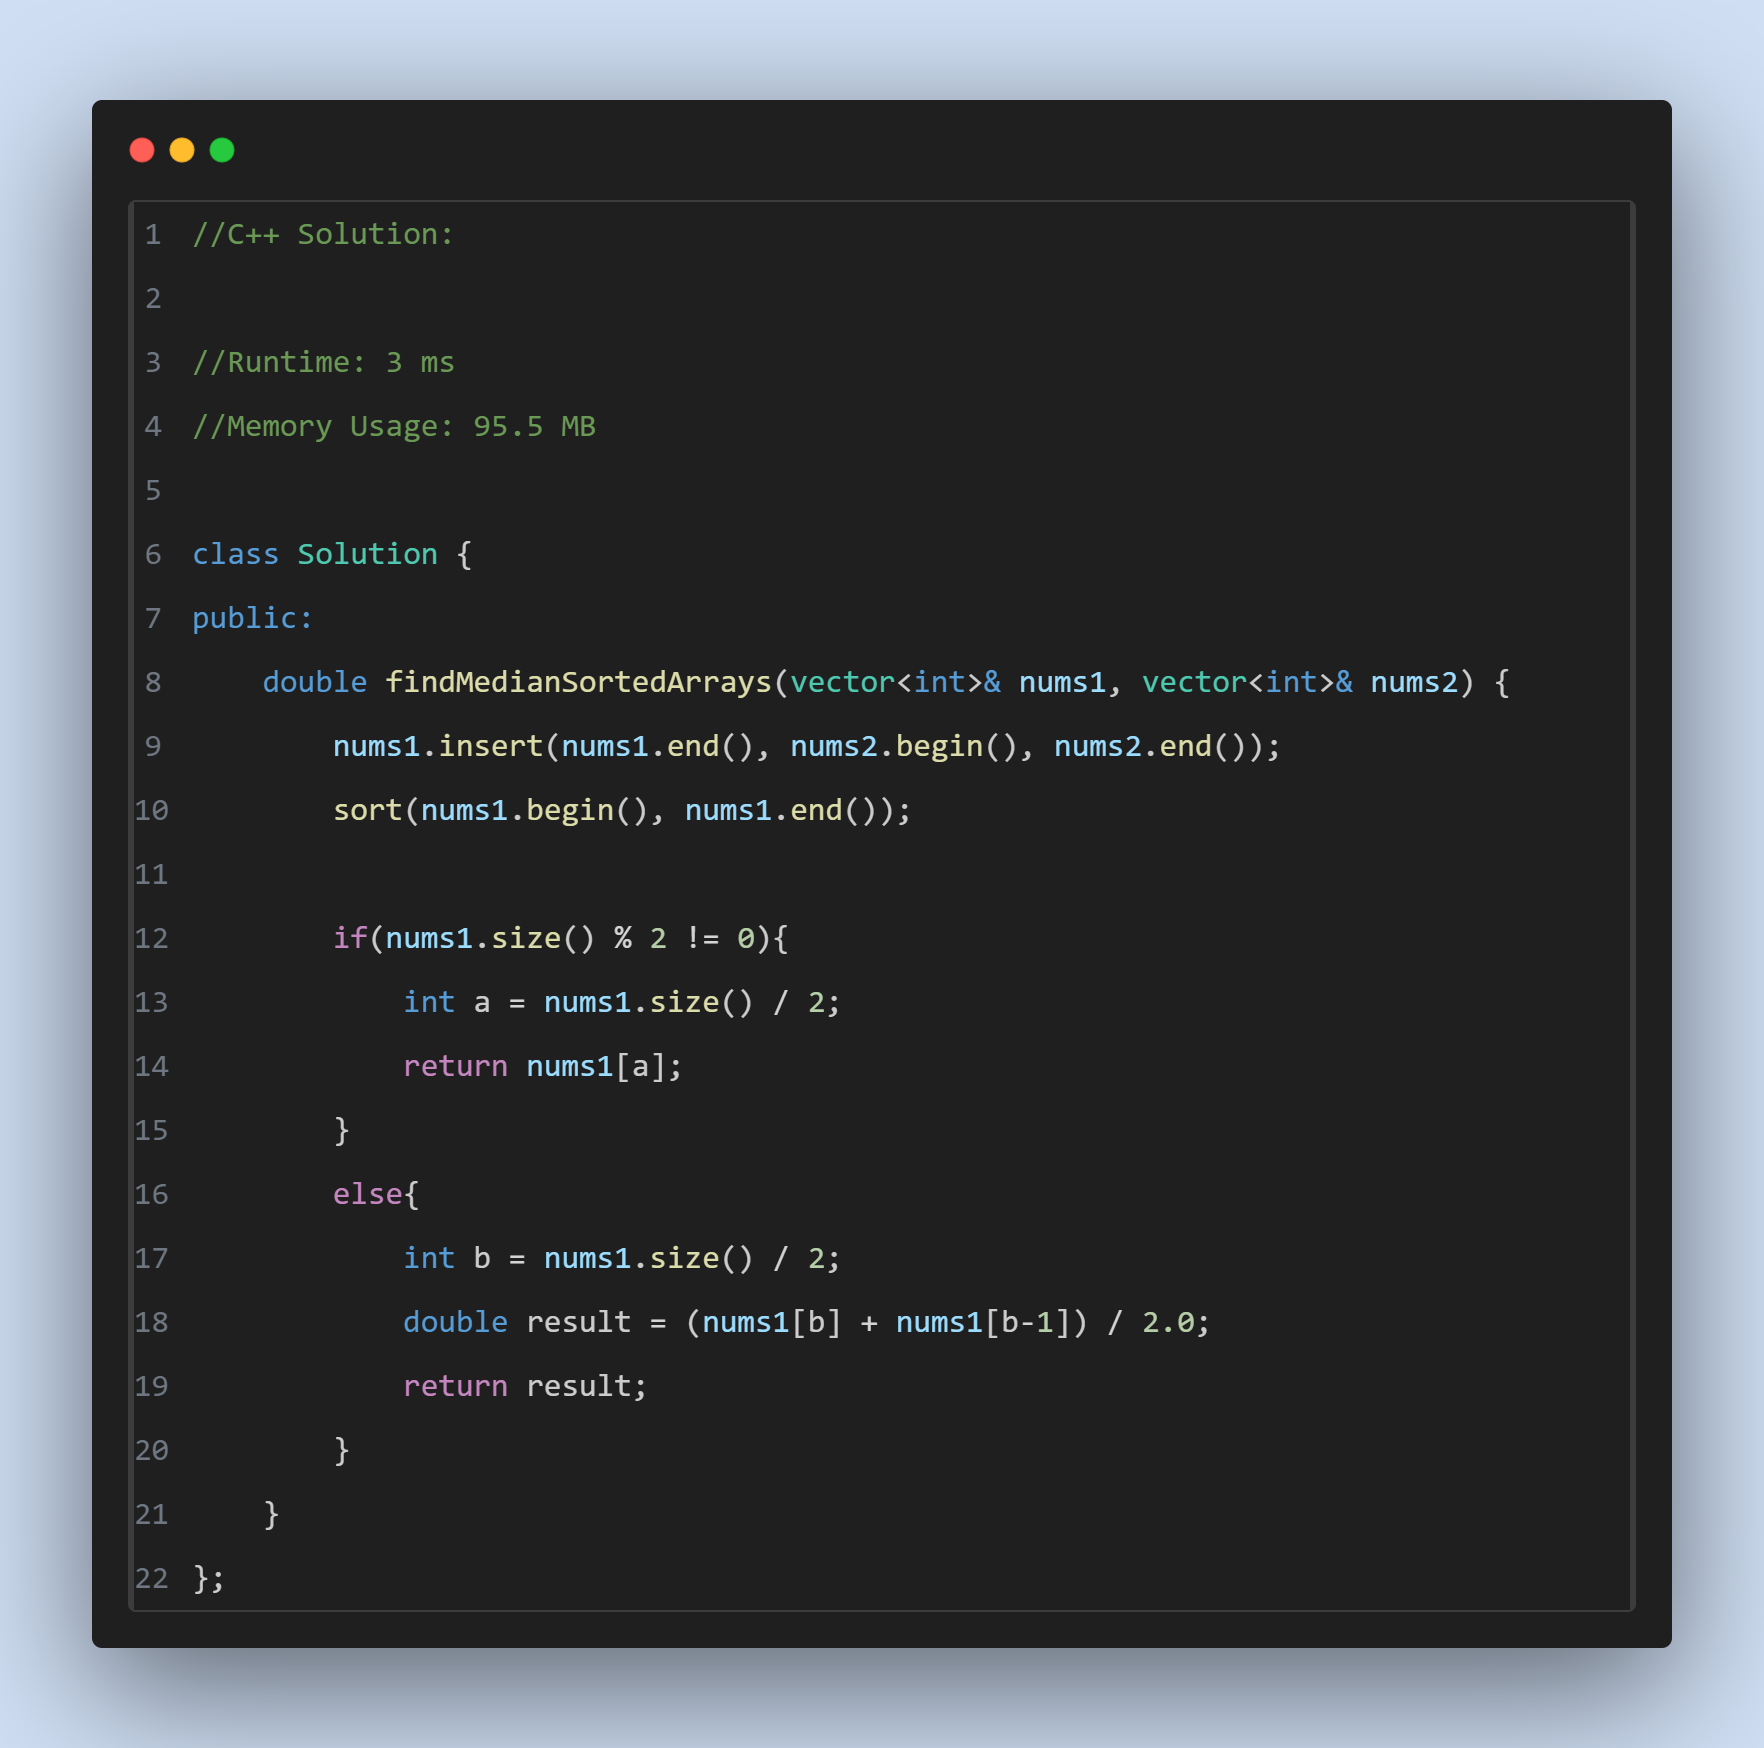 1 //C++ Solution:
2
3 //Runtime: 3 ms
4 //Memory Usage: 95.5 MB
5
6 class Solution {
7 public:
8     double findMedianSortedArrays(vector<int>& nums1, vector<int>& nums2) {
9         nums1.insert(nums1.end(), nums2.begin(), nums2.end());
10         sort(nums1.begin(), nums1.end());
11
12         if(nums1.size() % 2 != 0){
13             int a = nums1.size() / 2;
14             return nums1[a];
15         }
16         else{
17             int b = nums1.size() / 2;
18             double result = (nums1[b] + nums1[b-1]) / 2.0;
19             return result;
20         }
21     }
22 };